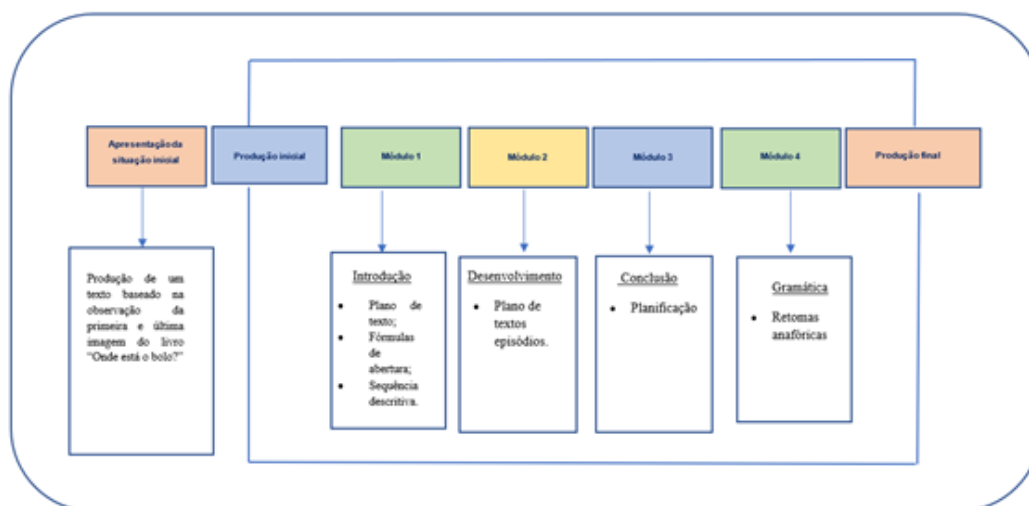 Apresentação da
situação inicial
Produção inicial
Módulo 1
Módulo 2
Módulo 3
Módulo 4
Produção final
Produção de um
texto baseado na
observação da
primeira e última
imagem do livro
“Onde está o bolo?”
Introdução
• Plano de
texto;
• Fórmulas
de
abertura;
• Sequência
descritiva.
Desenvolvimento
• Plano de
textos
episódios.
Conclusão
• Planificação
Gramática
• Retomas
anafóricas